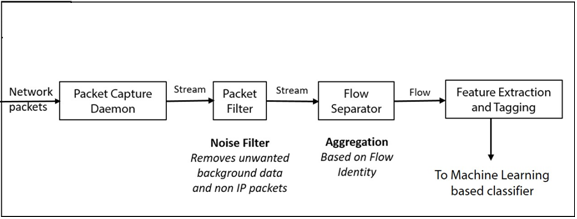 Network
packets
Packet Capture
Daemon
Stream
Packet
Filter
Stream
Flow
Separator
Flow
Feature Extraction
and Tagging
Noise Filter
Removes unwanted
background data
and non IP packets
Aggregation
Based on Flow
Identity
To Machine Learning
based classifier